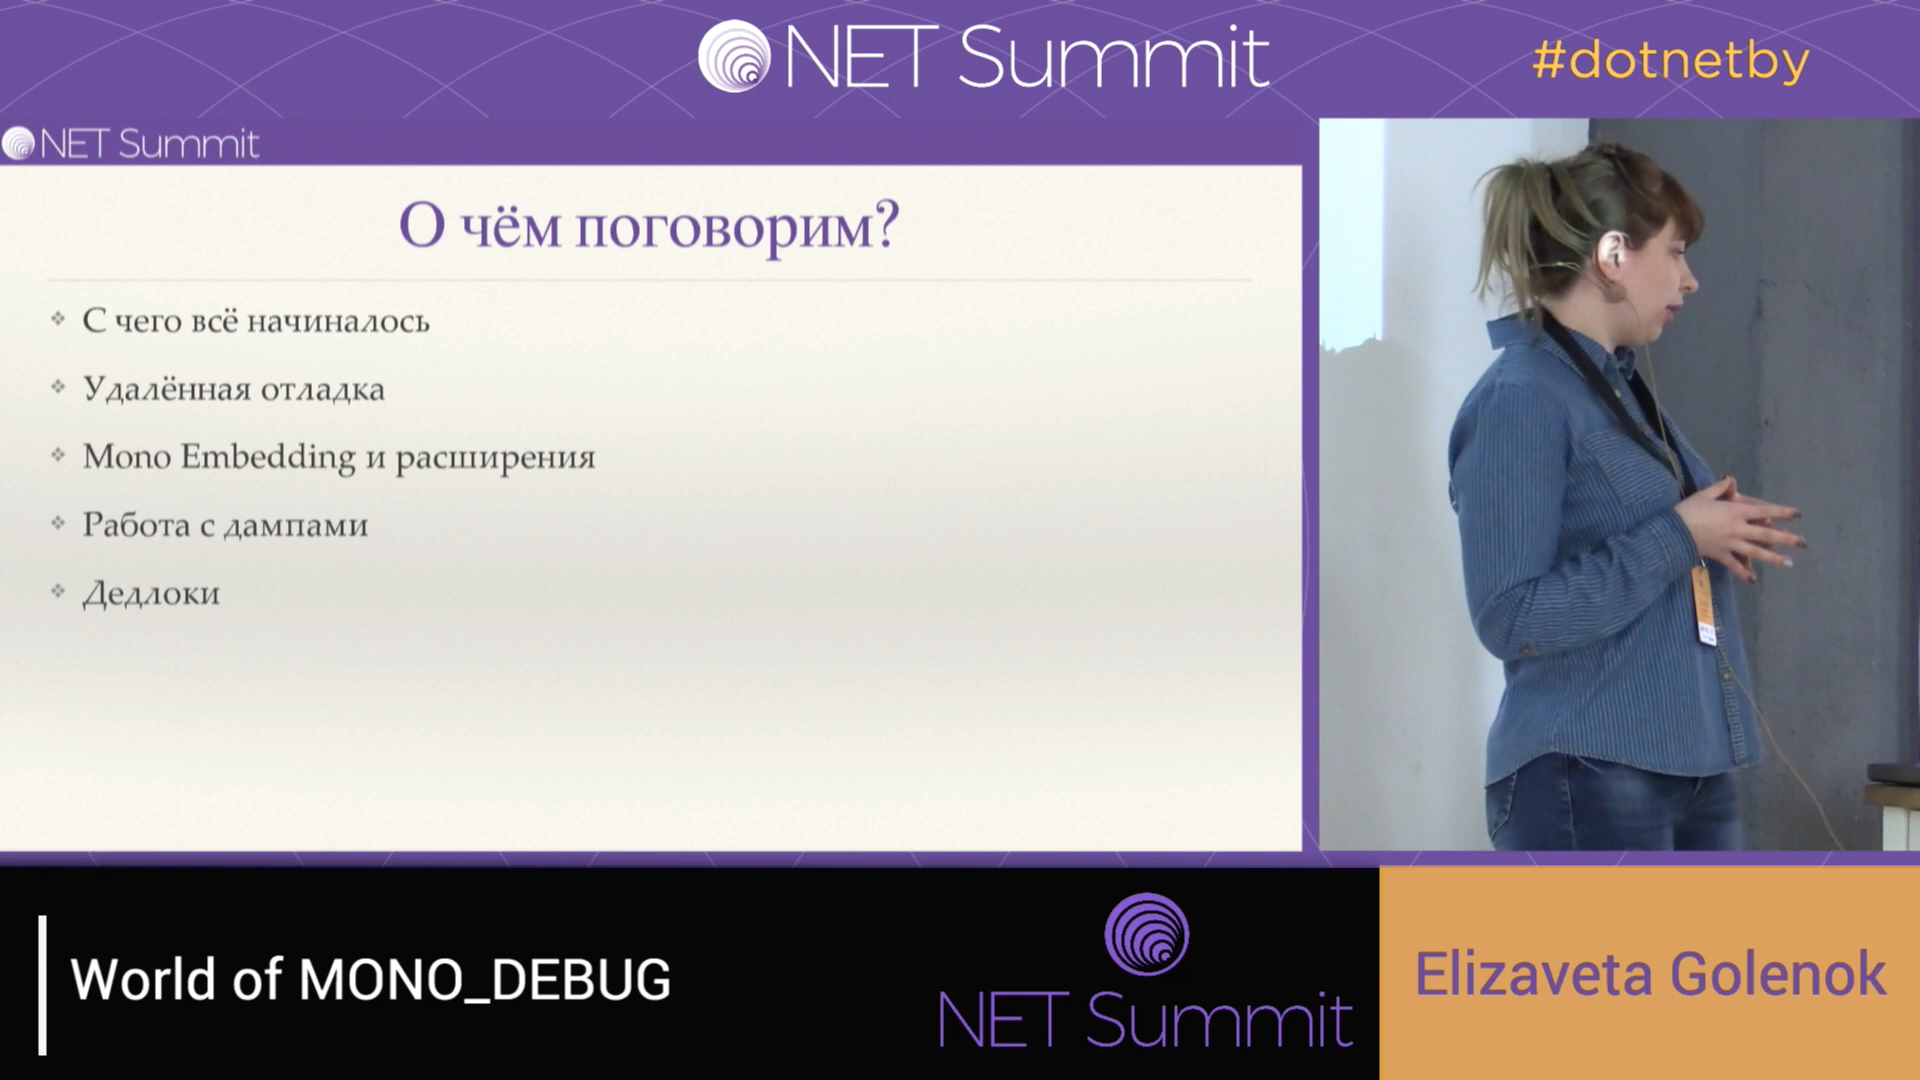 NET Summit
#dotnetby
NET Summit
О чём поговорим?
С чего всё начиналось
Удалённая отладка
Mono Embedding и расширения
Работа с дампами
Дедлоки
World of MONO_DEBUG
NET Summit
Elizaveta Golenok